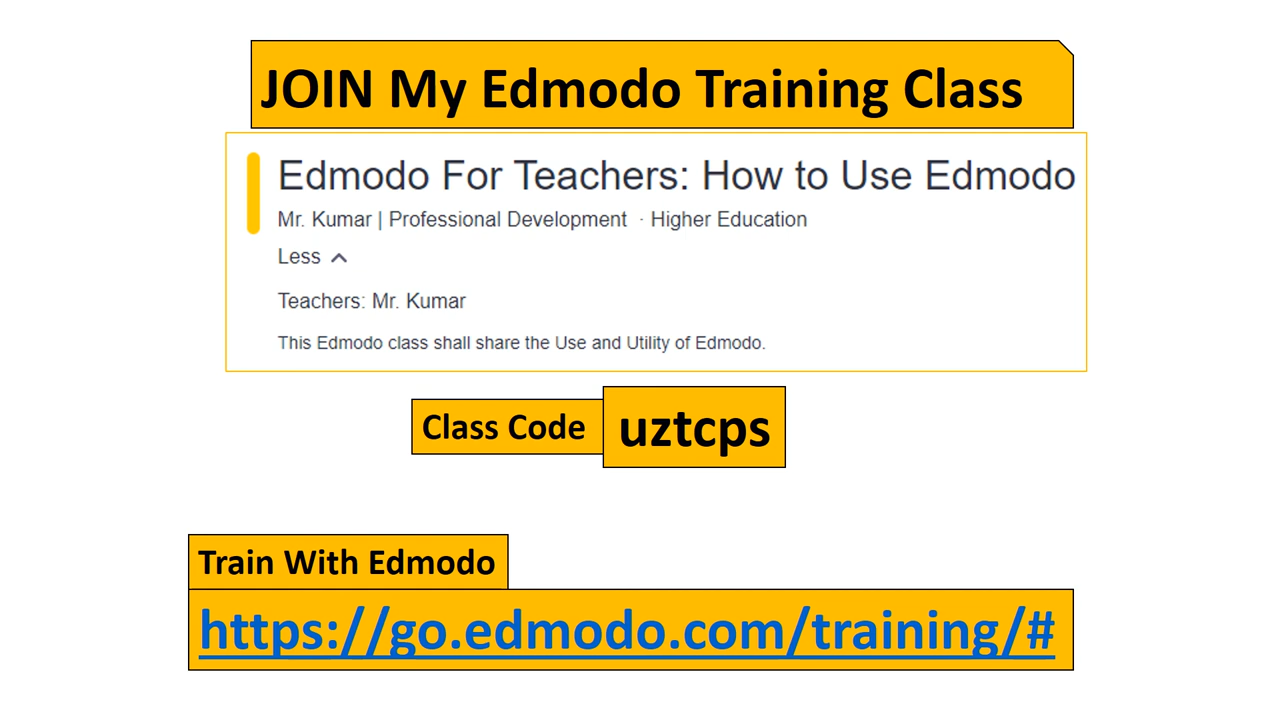 JOIN My Edmodo Training Class
Edmodo For Teachers: How to Use Edmodo
Mr. Kumar | Professional Development · Higher Education
Less
Teachers: Mr. Kumar
This Edmodo class shall share the Use and Utility of Edmodo.
Class Code uztcps
Train With Edmodo
https://go.edmodo.com/training/#